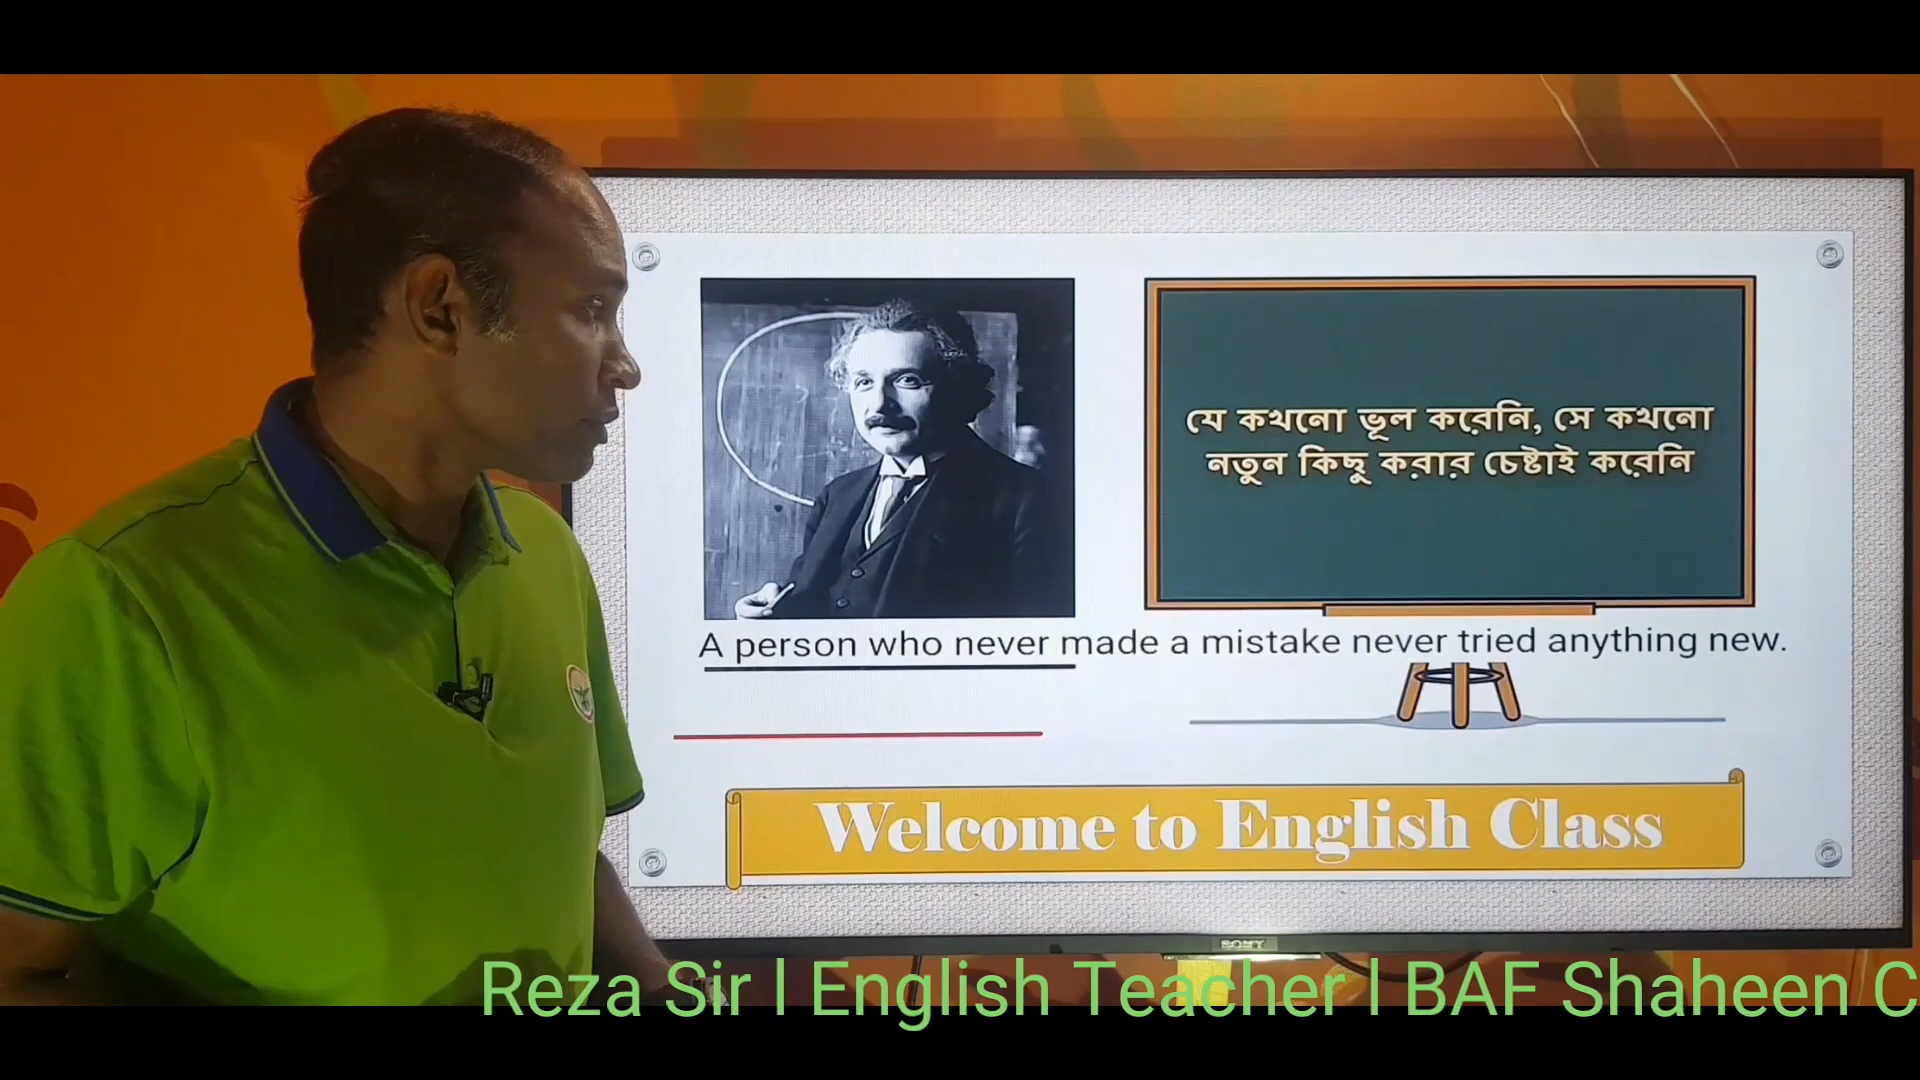 যে কখনো ভূল করেনি, সে কখনো
নতুন কিছু করার চেষ্টাই করেনি
A person who never made a mistake never tried anything new.
Welcome to English Class
SONY
Reza Sir l English Teacher l BAF Shaheen C